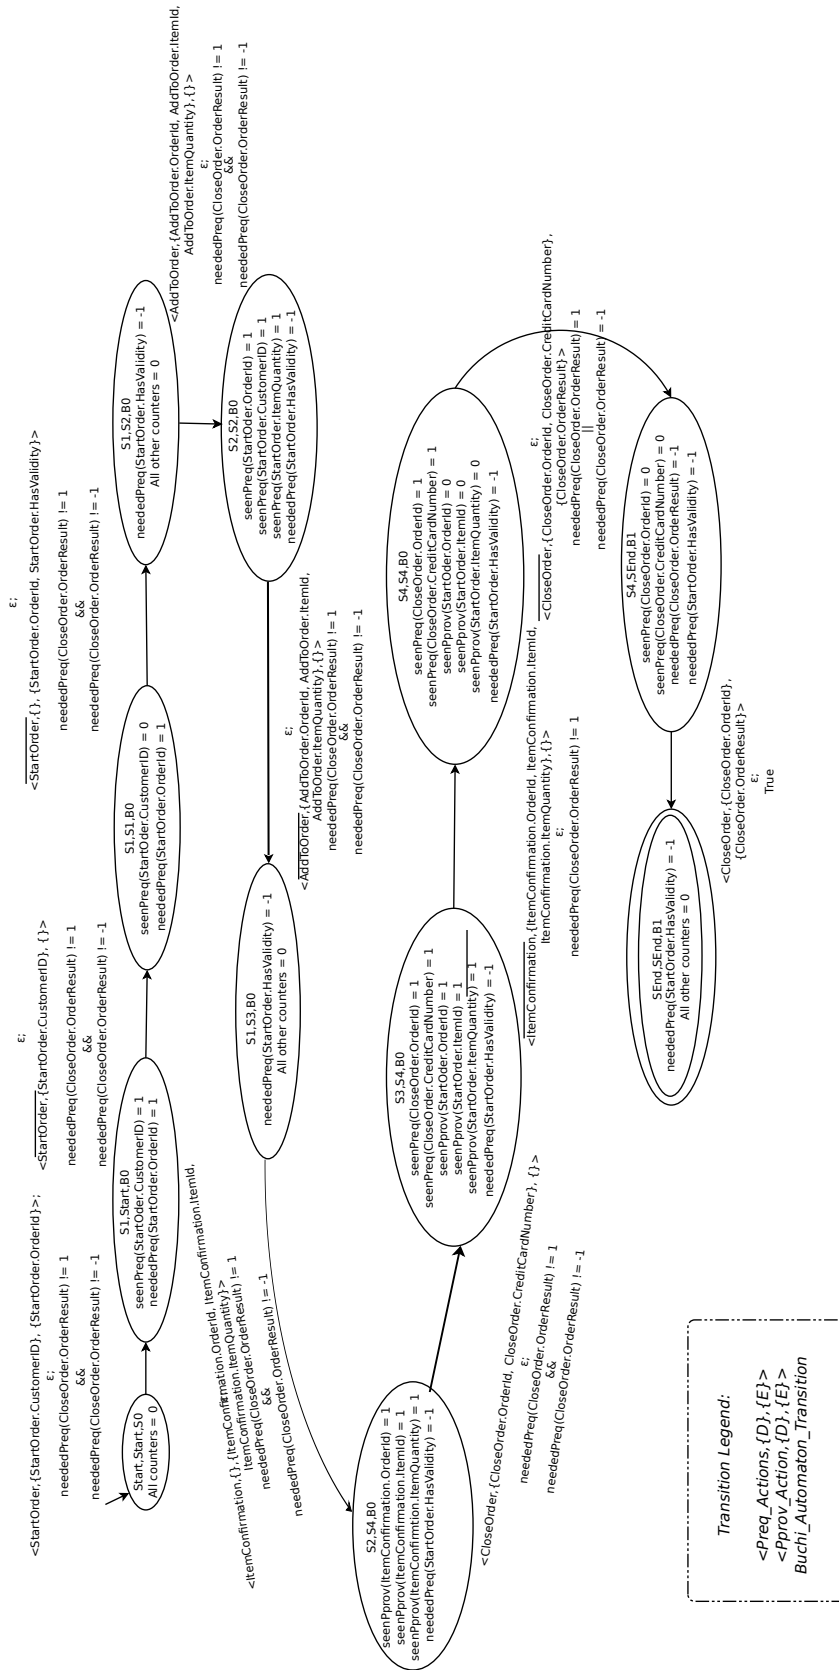 <StartOrder,{StartOrder.CustomerID}, {StartOrder.OrderId}>;
ε;
neededPreq(CloseOrder.OrderResult) != 1
&&
neededPreq(CloseOrder.OrderResult) != -1
Start,Start,S0
All counters = 0
S1,Start,B0
seenPreq(StartOder.CustomerID) = 1
neededPreq(StartOrder.OrderId) = 1
ε;
<StartOrder,{StartOrder.CustomerID}, {}>
neededPreq(CloseOrder.OrderResult) != 1
&&
neededPreq(CloseOrder.OrderResult) != -1
S1,S1,B0
seenPreq(StartOder.CustomerID) = 0
neededPreq(StartOrder.OrderId) = 1
ε;
<StartOrder,{}, {StartOrder.OrderId, StartOrder.HasValidity}>
neededPreq(CloseOrder.OrderResult) != 1
&&
neededPreq(CloseOrder.OrderResult) != -1
S1,S2,B0
neededPreq(StartOrder.HasValidity) = -1
All other counters = 0
<AddToOrder,{AddToOrder.OrderId, AddToOrder.ItemId,
AddToOrder.ItemQuantity},{}>
ε;
neededPreq(CloseOrder.OrderResult) != 1
&&
neededPreq(CloseOrder.OrderResult) != -1
S2,S2,B0
seenPreq(StartOder.OrderId) = 1
seenPreq(StartOrder.CustomerID) = 1
seenPreq(StartOrder.ItemQuantity) = 1
neededPreq(StartOrder.HasValidity) = -1
ε;
<AddToOrder,{AddToOrder.OrderId, AddToOrder.ItemId,
AddToOrder.ItemQuantity},{}>
neededPreq(CloseOrder.OrderResult) != 1
&&
neededPreq(CloseOrder.OrderResult) != -1
S1,S3,B0
neededPreq(StartOrder.HasValidity) = -1
All other counters = 0
<ItemConfirmation,{},{ItemConfirmation.OrderId, ItemConfirmation.ItemId,
ItemConfirmation.ItemQuantity}>
ε;
neededPreq(CloseOrder.OrderResult) != 1
&&
neededPreq(CloseOrder.OrderResult) != -1
S2,S4,B0
seenPprov(ItemConfirmation.OrderId) = 1
seenPprov(ItemConfirmation.ItemId) = 1
seenPprov(ItemConfirmtion.ItemQuantity) = 1
neededPreq(StartOrder.HasValidity) = -1
<CloseOrder,{CloseOrder.OrderId, CloseOrder.CreditCardNumber}, {}>
ε;
neededPreq(CloseOrder.OrderResult) != 1
&&
neededPreq(CloseOrder.OrderResult) != -1
S3,S4,B0
seenPreq(CloseOrder.OrderId) = 1
seenPreq(CloseOrder.CreditCardNumber) = 1
seenPprov(StartOder.OrderId) = 1
seenPprov(StartOrder.ItemId) = 1
seenPprov(StartOrder.ItemQuantity) = 1
neededPreq(StartOrder.HasValidity) = -1
<ItemConfirmation,{ItemConfirmation.OrderId, ItemConfirmation.ItemId,
ItemConfirmation.ItemQuantity},{}>
ε;
neededPreq(CloseOrder.OrderResult) != 1
S4,S4,B0
seenPreq(CloseOrder.OrderId) = 1
seenPreq(CloseOrder.CreditCardNumber) = 1
seenPprov(StartOder.OrderId) = 0
seenPprov(StartOrder.ItemId) = 0
seenPprov(StartOrder.ItemQuantity) = 0
neededPreq(StartOrder.HasValidity) = -1
ε;
<CloseOrder,{CloseOrder.OrderId, CloseOrder.CreditCardNumber},
{CloseOrder.OrderResult}>
neededPreq(CloseOrder.OrderResult) = 1
||
neededPreq(CloseOrder.OrderResult) = -1
S4,SEnd,B1
seenPreq(CloseOrder.OrderId) = 0
seenPreq(CloseOrder.CreditCardNumber) = 0
neededPreq(CloseOrder.OrderResult) = -1
neededPreq(StartOrder.HasValidity) = -1
<CloseOrder,{CloseOrder.OrderId},
{CloseOrder.OrderResult}>
ε;
True
SEnd,SEnd,B1
neededPreq(StartOrder.HasValidity) = -1
All other counters = 0
Transition Legend:
<Preq_Actions,{D},{E}>
<Pprov_Action,{D},{E}>
Buchi_Automaton_Transition